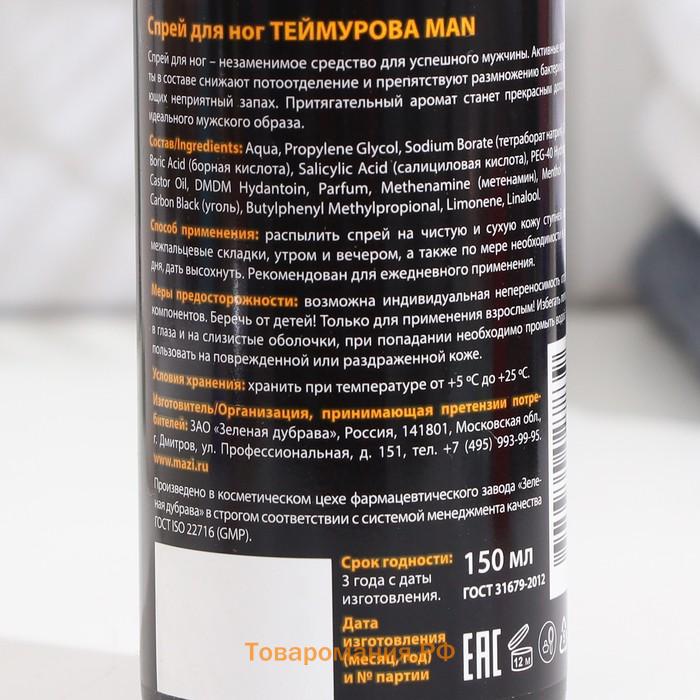 Спрей для ног ТЕЙМУРОВА MAN
Спрей для ног – незаменимое средство для успешного мужчины. Активные
ты в составе снижают потоотделение и препятствуют размножению бактерий,
ющих неприятный запах. Притягательный аромат станет прекрасным
идеального мужского образа.
Состав/Ingredients: Aqua, Propylene Glycol, Sodium Borate (тетраборат натрия),
Boric Acid (борная кислота), Salicylic Acid (салициловая кислота), PEG-40
Castor Oil, DMDM Hydantoin, Parfum, Methenamine (метенамин), Menthol
Carbon Black (уголь), Butylphenyl Methylpropional, Limonene, Linalool.
Способ применения: распылить спрей на чистую и сухую кожу
межпальцевые складки, утром и вечером, а также по мере необходимости
дня, дать высохнуть. Рекомендован для ежедневного применения.
Меры предосторожности: возможна индивидуальная непереносимость
компонентов. Беречь от детей! Только для применения взрослым! Избегать
в глаза и на слизистые оболочки, при попадании необходимо промыть
пользовать на поврежденной или раздраженной коже.
Условия хранения: хранить при температуре от +5 ºС до +25 ºС.
Изготовитель/Организация, принимающая претензии потре-
бителей: ЗАО «Зеленая дубрава», Россия, 141801, Московская обл.,
г. Дмитров, ул. Профессиональная, д. 151, тел. +7 (495) 993-99-95.
www.mazi.ru
Произведено в косметическом цехе фармацевтического завода «Зеле-
ная дубрава» в строгом соответствии с системой менеджмента качества
ГОСТ ISO 22716 (GMP).
Срок годности:
3 года с даты
изготовления.
150 МЛ
ГОСТ 31679-2012
Дата
изготовления
(месяц, год)
и № партии
EAC
12 м
Товаромания.РФ